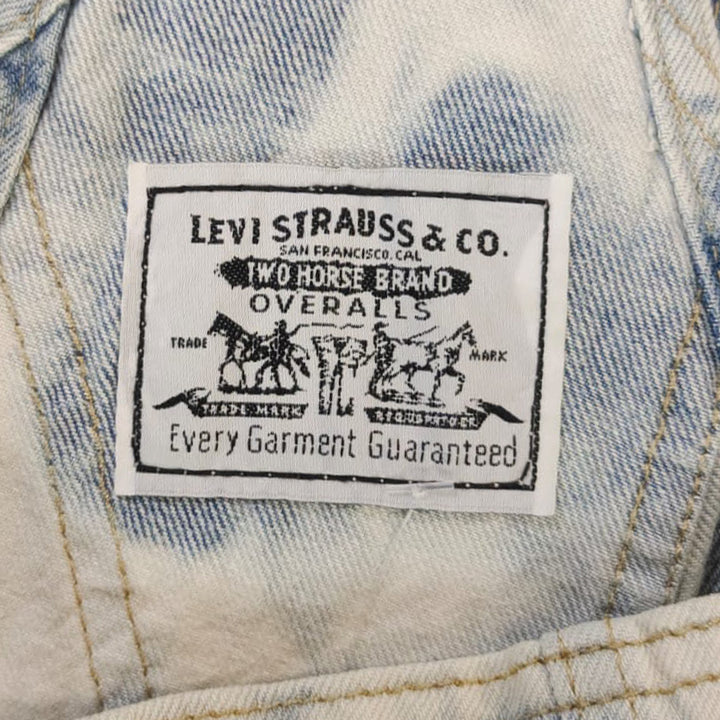 LEVI STRAUSS & CO.
SAN FRANCISCO, CAL
TWO HORSE BRAND
OVERALLS
TRADE MARK
TRADE MARK
Every Garment Guaranteed